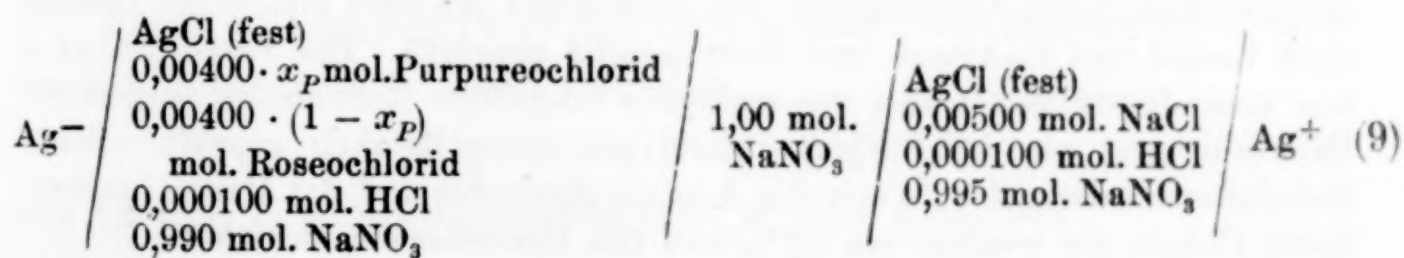 Ag⁻ / AgCl (fest) / 1,00 mol. NaNO₃ / AgCl (fest) / Ag⁺ (9)
0,00400 · x_P mol. Purpureochlorid
0,00400 · (1 − x_P)
mol. Roseochlorid
0,000100 mol. HCl
0,990 mol. NaNO₃
0,00500 mol. NaCl
0,000100 mol. HCl
0,995 mol. NaNO₃